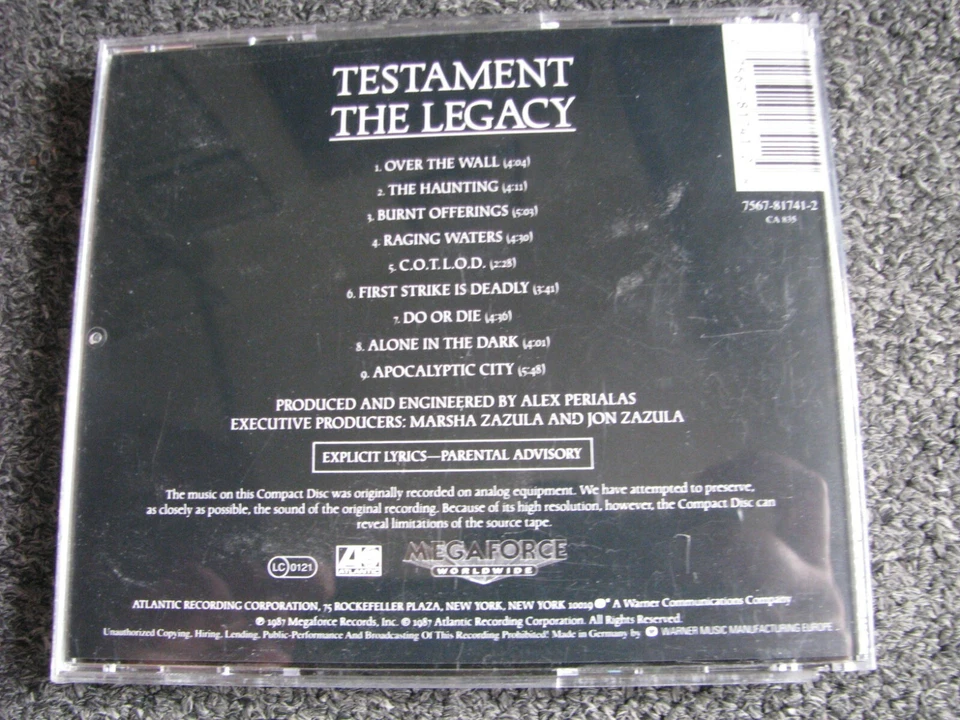 TESTAMENT
THE LEGACY
1. OVER THE WALL (4:04)
2. THE HAUNTING (4:11)
3. BURNT OFFERINGS (5:03)
4. RAGING WATERS (4:30)
5. C.O.T.L.O.D. (2:28)
6. FIRST STRIKE IS DEADLY (3:41)
7. DO OR DIE (4:36)
8. ALONE IN THE DARK (4:01)
9. APOCALYPTIC CITY (5:48)
7567-81741-2
CA 835
PRODUCED AND ENGINEERED BY ALEX PERIALAS
EXECUTIVE PRODUCERS: MARSHA ZAZULA AND JON ZAZULA
EXPLICIT LYRICS—PARENTAL ADVISORY
The music on this Compact Disc was originally recorded on analog equipment. We have attempted to preserve,
as closely as possible, the sound of the original recording. Because of its high resolution, however, the Compact Disc can
reveal limitations of the source tape.
LC 0121
ATLANTIC
MEGAFORCE
WORLDWIDE
ATLANTIC RECORDING CORPORATION, 75 ROCKEFELLER PLAZA, NEW YORK, NEW YORK 10019 A Warner Communications Company
℗ 1987 Megaforce Records, Inc. © 1987 Atlantic Recording Corporation. All Rights Reserved.
Unauthorized Copying, Hiring, Lending, Public-Performance And Broadcasting Of This Recording Prohibited! Made in Germany by WARNER MUSIC MANUFACTURING EUROPE